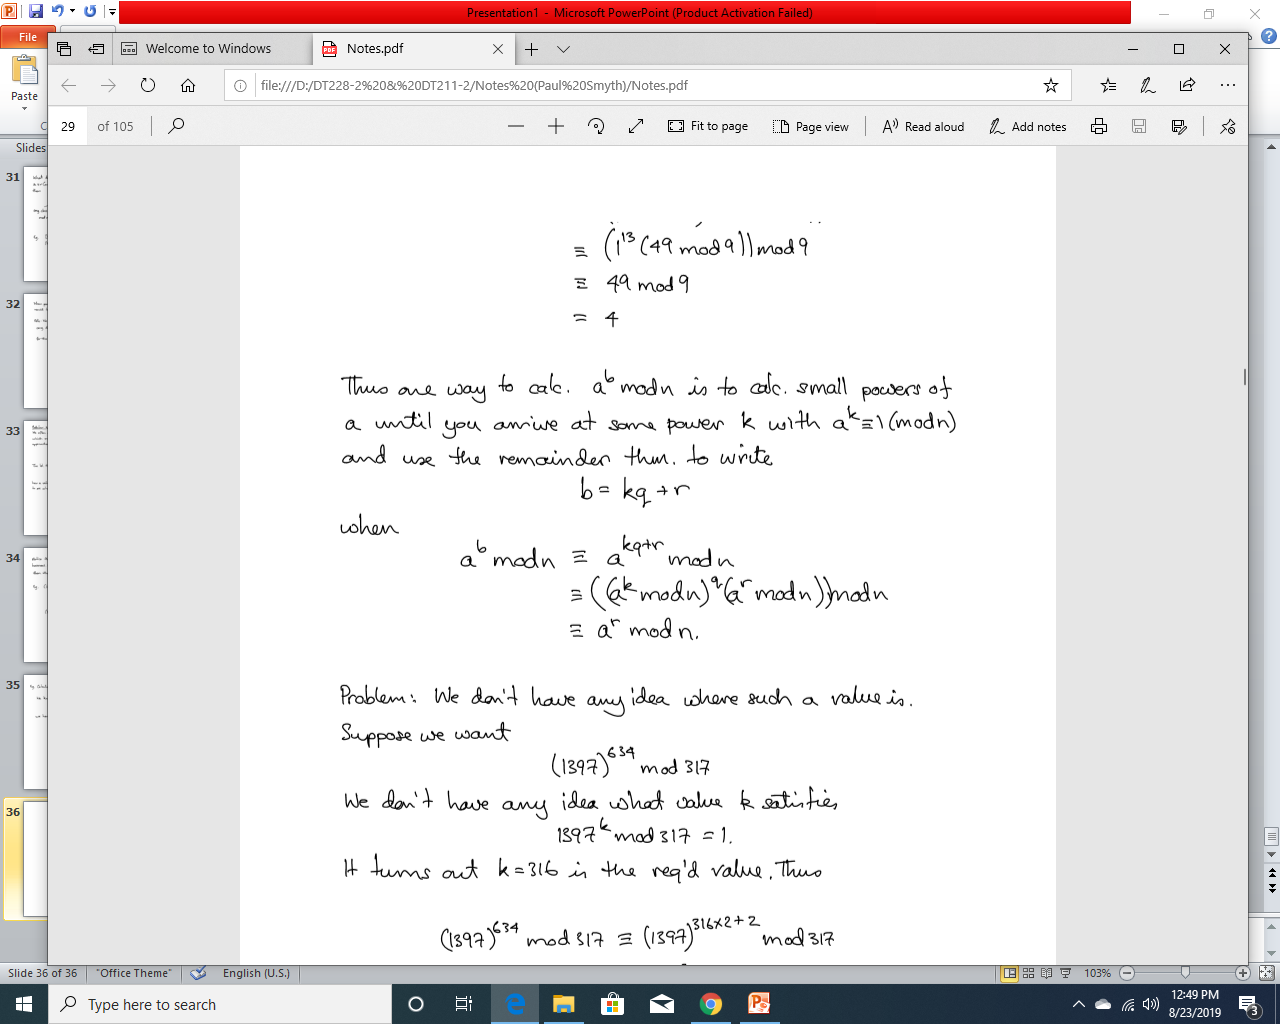 Presentation1 - Microsoft PowerPoint (Product Activation Failed)
File
Welcome to Windows
Notes.pdf
Paste
file:///D:/DT228-2%20&%20DT211-2/Notes%20(Paul%20Smyth)/Notes.pdf
29 of 105
Fit to page
Page view
Read aloud
Add notes
Slides
31
32
33
34
35
36
≡ (1^13 (49 mod 9)) mod 9
≡ 49 mod 9
= 4
Thus one way to calc. a^b mod n is to calc. small powers of
a until you arrive at some power k with a^k ≡ 1 (mod n)
and use the remainder thm. to write
b = kq + r
when
a^b mod n ≡ a^kq+r mod n
≡ ((a^k mod n)^q (a^r mod n)) mod n
≡ a^r mod n.
Problem: We don't have any idea where such a value is.
Suppose we want
(1397)^634 mod 317
We don't have any idea what value k satisfies
1397^k mod 317 = 1.
It turns out k = 316 is the req'd value. Thus
(1397)^634 mod 317 ≡ (1397)^316×2+2 mod 317
Slide 36 of 36
"Office Theme"
English (U.S.)
103%
Type here to search
12:49 PM
8/23/2019
3